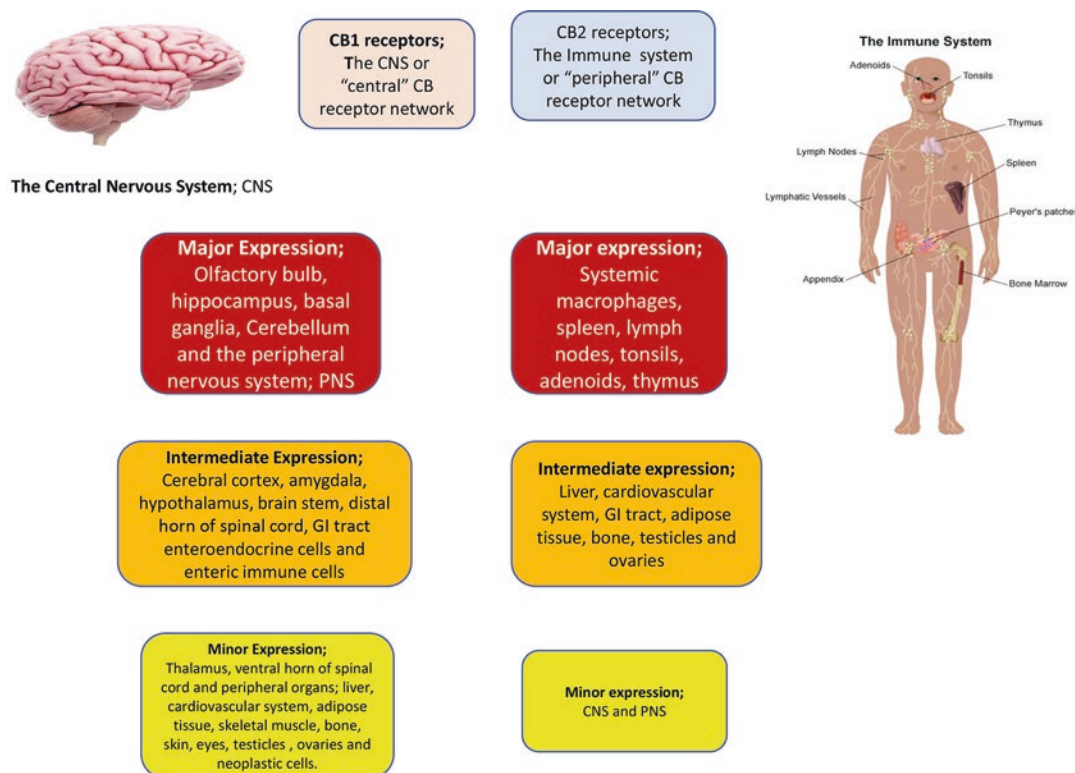 CB1 receptors;
The CNS or
“central” CB
receptor network
CB2 receptors;
The Immune system
or “peripheral” CB
receptor network
The Immune System
Adenoids
Tonsils
Thymus
Lymph Nodes
Spleen
Lymphatic Vessels
Peyer's patches
Appendix
Bone Marrow
The Central Nervous System; CNS
Major Expression;
Olfactory bulb,
hippocampus, basal
ganglia, Cerebellum
and the peripheral
nervous system; PNS
Major expression;
Systemic
macrophages,
spleen, lymph
nodes, tonsils,
adenoids, thymus
Intermediate Expression;
Cerebral cortex, amygdala,
hypothalamus, brain stem, distal
horn of spinal cord, GI tract
enteroendocrine cells and
enteric immune cells
Intermediate expression;
Liver, cardiovascular
system, GI tract, adipose
tissue, bone, testicles and
ovaries
Minor Expression;
Thalamus, ventral horn of spinal
cord and peripheral organs; liver,
cardiovascular system, adipose
tissue, skeletal muscle, bone,
skin, eyes, testicles , ovaries and
neoplastic cells.
Minor expression;
CNS and PNS